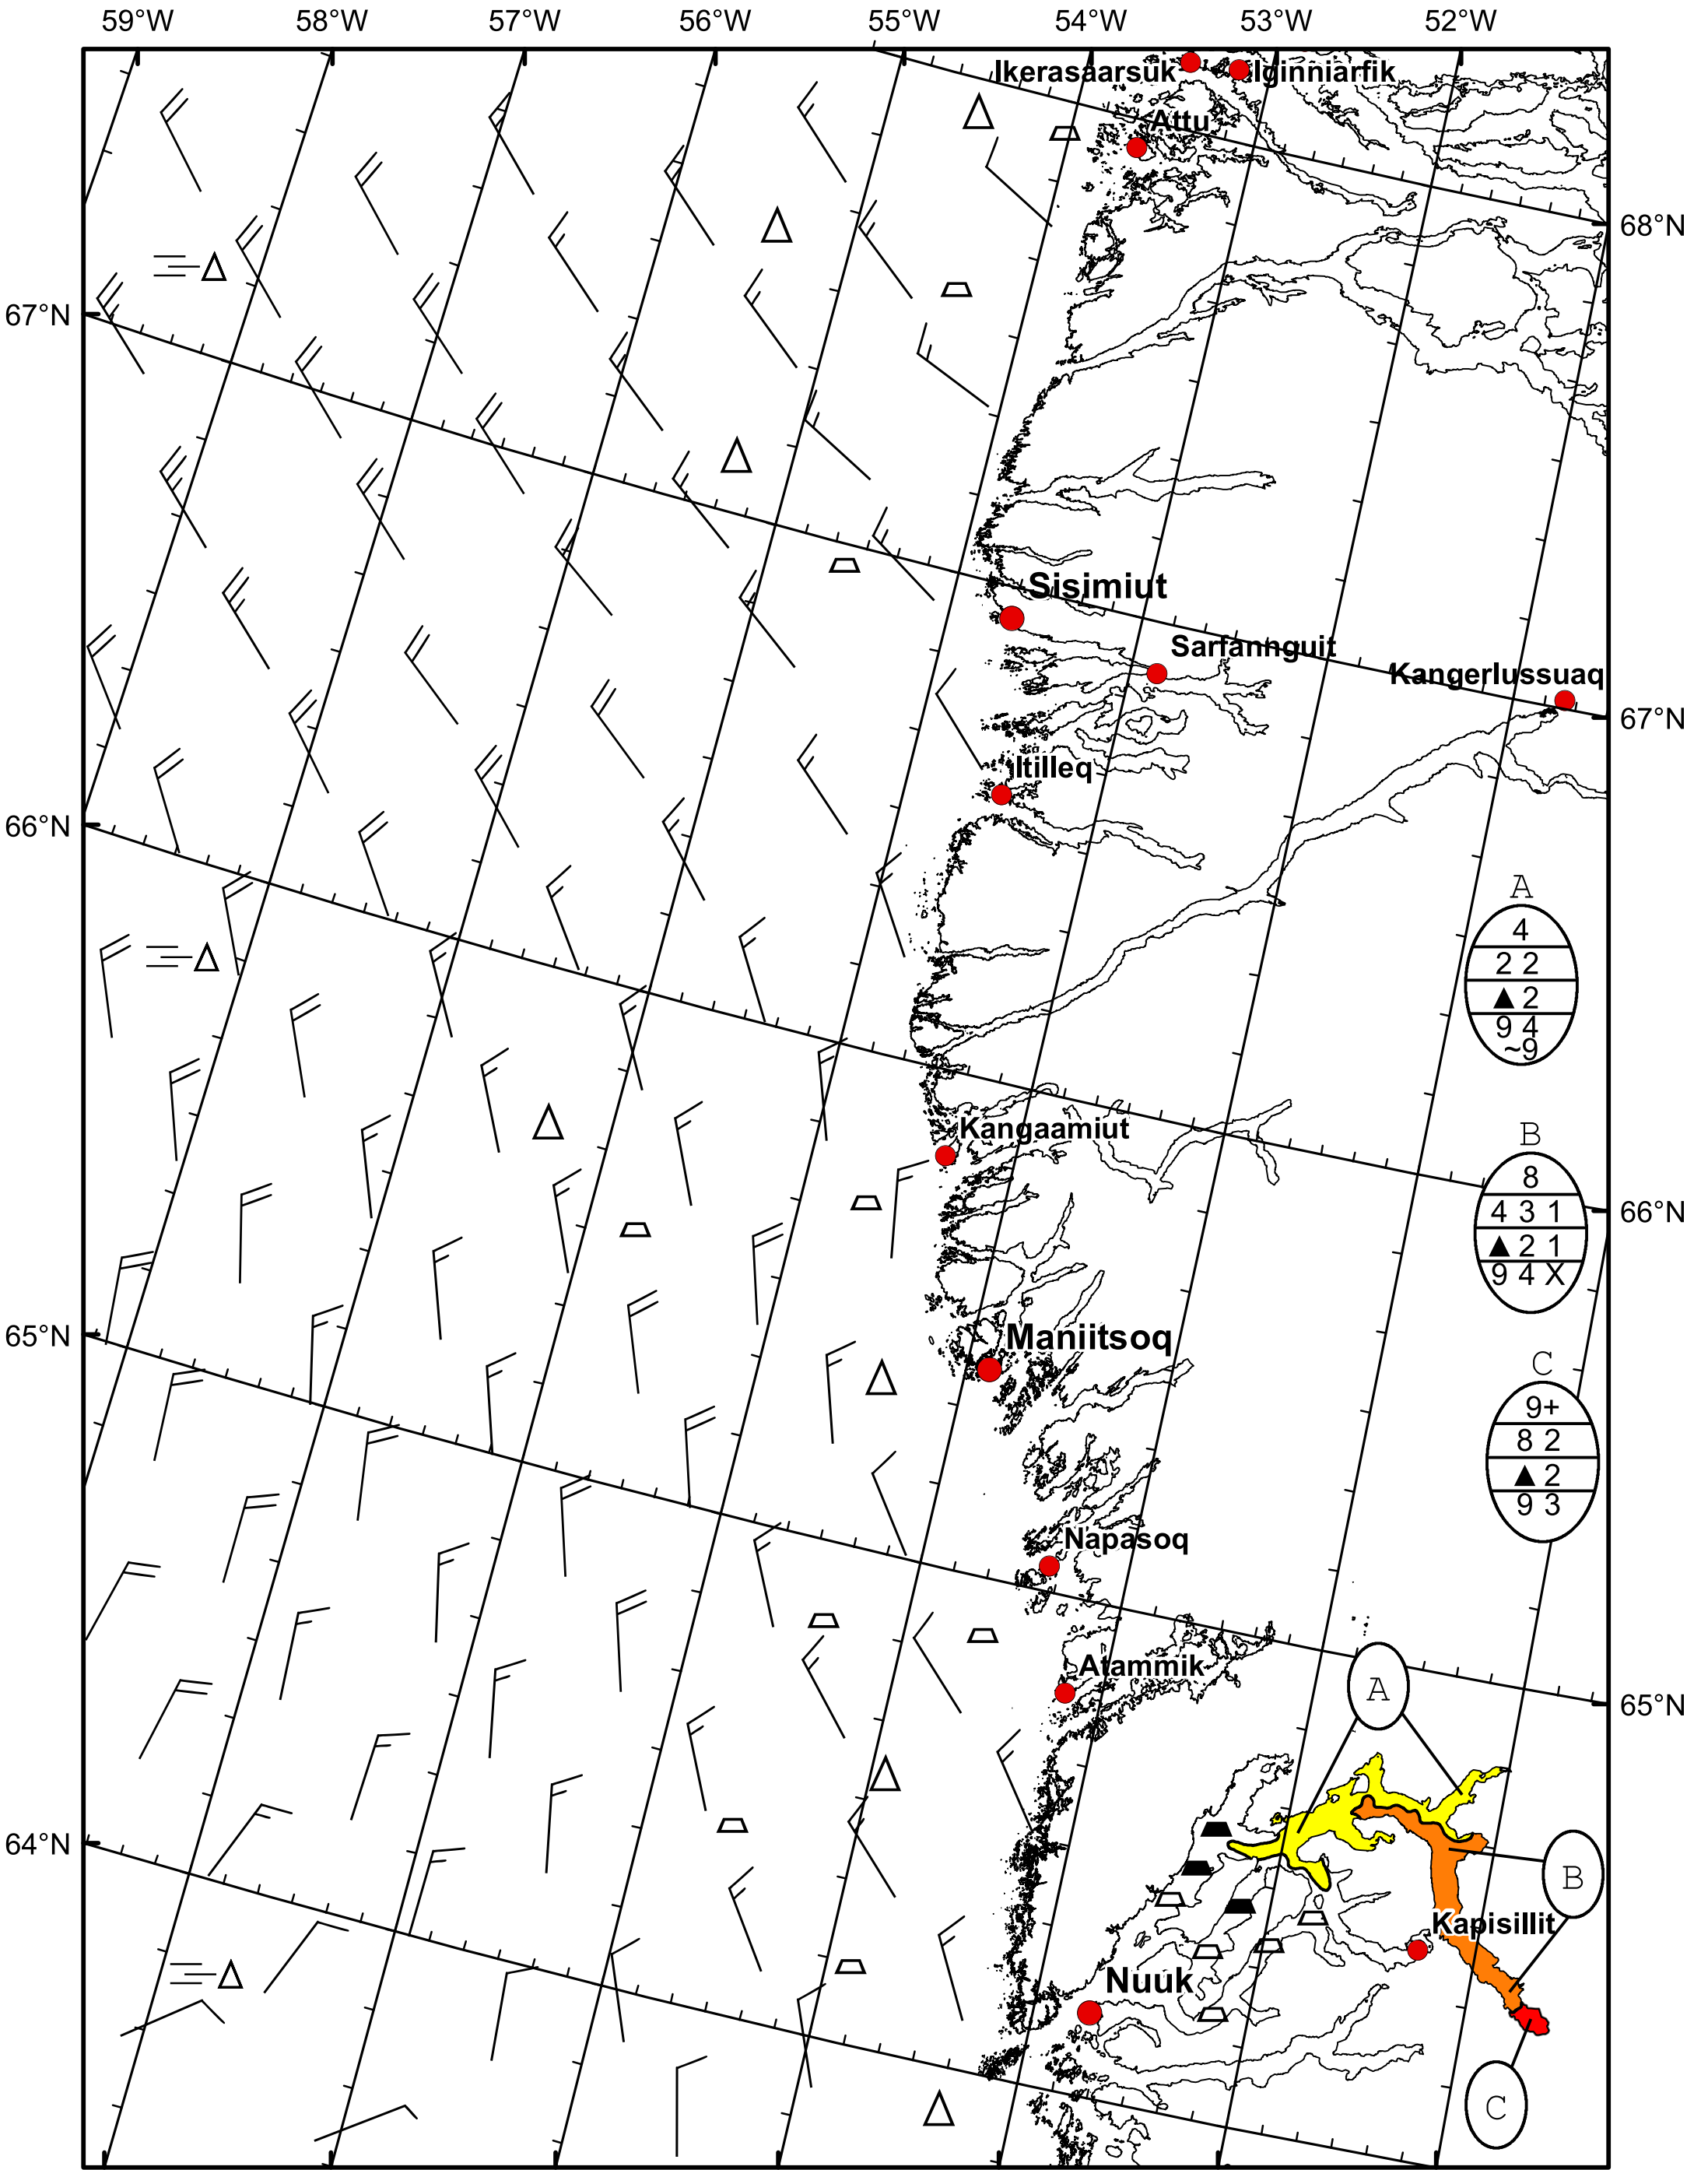 59°W 58°W 57°W 56°W 55°W 54°W 53°W 52°W
Ikerasaarsuk Iginniarfik
Attu
68°N
67°N
Sisimiut
Sarfannguit
Kangerlussuaq
67°N
Itilleq
66°N
A
4
2 2
▲ 2
9 4
~9
Kangaamiut
B
8
4 3 1
▲ 2 1
9 4 X
66°N
65°N
Maniitsoq
C
9+
8 2
▲ 2
9 3
Napasoq
Atammik
A
65°N
64°N
B
Kapisillit
Nuuk
C